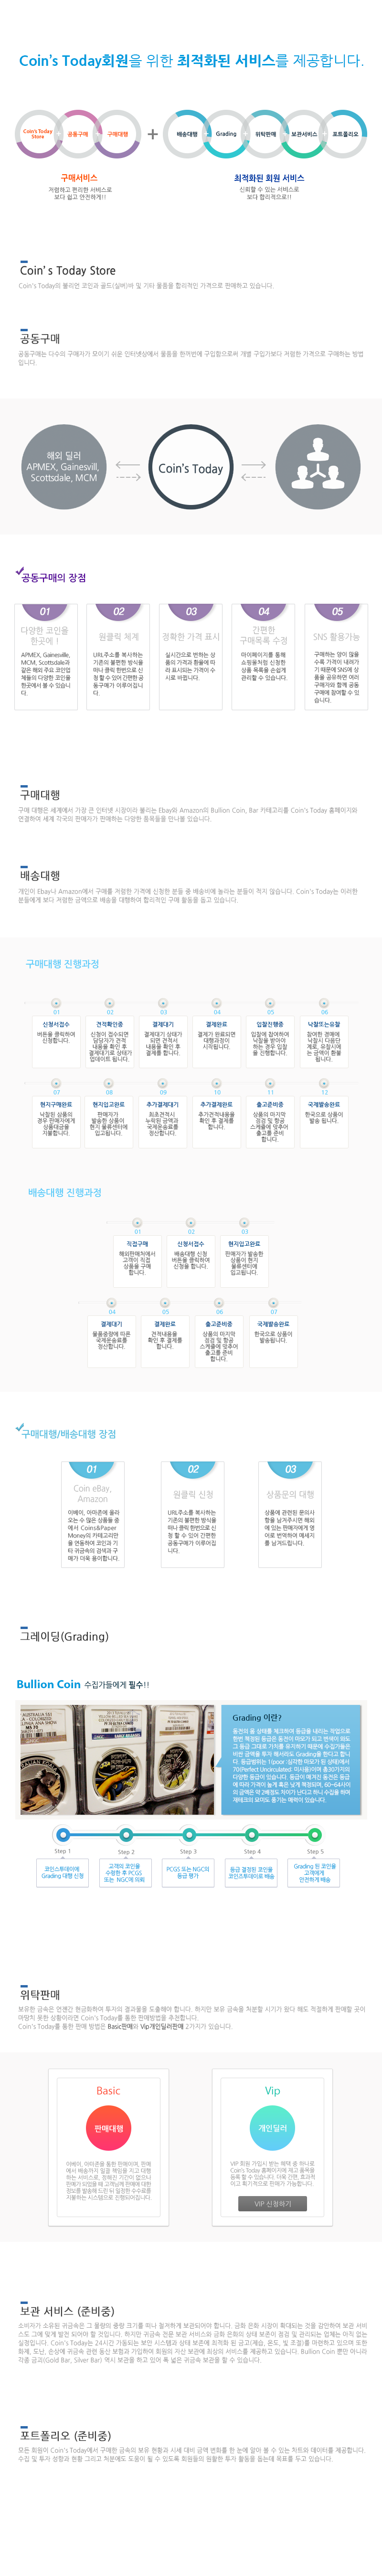 Coin's Today회원을 위한 최적화된 서비스를 제공합니다.
Coin's Today
Store
공동구매
구매대행
+
배송대행
Grading
위탁판매
보관서비스
포트폴리오
구매서비스
저렴하고 편리한 서비스로
보다 쉽고 안전하게!!
최적화된 회원 서비스
신뢰할 수 있는 서비스로
보다 합리적으로!!
Coin's Today Store
Coin's Today의 불리언 코인과 골드(실버)바 및 기타 물품을 합리적인 가격으로 판매하고 있습니다.
공동구매
공동구매는 다수의 구매자가 모이기 쉬운 인터넷상에서 물품을 한꺼번에 구입함으로써 개별 구입가보다 저렴한 가격으로 구매하는 방법
입니다.
해외 딜러
APMEX, Gainesvill,
Scottsdale, MCM
Coin's Today
공동구매의 장점
01
다양한 코인을
한곳에 !
APMEX, Gainesvillle,
MCM, Scottsdale과
같은 해외 주요 코인업
체들의 다양한 코인을
한곳에서 볼 수 있습니
다.
02
원클릭 체계
URL주소를 복사하는
기존의 불편한 방식을
떠나 클릭 한번으로 신
청 할 수 있어 간편한 공
동구매가 이루어집니
다.
03
정확한 가격 표시
실시간으로 변하는 상
품의 가격과 환율에 따
라 표시되는 가격이 수
시로 바뀝니다.
04
간편한
구매목록 수정
마이페이지를 통해
쇼핑몰처럼 신청한
상품 목록을 손쉽게
관리할 수 있습니다.
05
SNS 활용가능
구매하는 양이 많을
수록 가격이 내려가
기 때문에 SNS에 상
품을 공유하면 여러
구매자와 함께 공동
구매에 참여할 수 있
습니다.
구매대행
구매 대행은 세계에서 가장 큰 인터넷 시장이라 불리는 Ebay와 Amazon의 Bullion Coin, Bar 카테고리를 Coin's Today 홈페이지와
연결하여 세계 각국의 판매자가 판매하는 다양한 품목들을 만나볼 있습니다.
배송대행
개인이 Ebay나 Amazon에서 구매를 저렴한 가격에 신청한 분들 중 배송비에 놀라는 분들이 적지 않습니다. Coin's Today는 이러한
분들에게 보다 저렴한 금액으로 배송을 대행하여 합리적인 구매 활동을 돕고 있습니다.
구매대행 진행과정
01
신청서접수
버튼을 클릭하여
신청합니다.
02
견적확인중
신청이 접수되면
담당자가 견적
내용을 확인 후
결제대기로 상태가
업데이트 됩니다.
03
결제대기
결제대기 상태가
되면 견적서
내용을 확인 후
결제를 합니다.
04
결제완료
결제가 완료되면
대행과정이
시작됩니다.
05
입찰진행중
입찰에 참여하여
낙찰을 받아야
하는 경우 입찰
을 진행합니다.
06
낙찰또는유찰
참여한 경매에
낙찰시 다음단
계로, 유찰시에
는 금액이 환불
됩니다.
07
현지구매완료
낙찰된 상품의
경우 판매자에게
상품대금을
지불합니다.
08
현지입고완료
판매자가
발송한 상품이
현지 물류센터에
입고됩니다.
09
추가결제대기
최초견적시
누락된 금액과
국제운송료를
정산합니다.
10
추가결제완료
추가견적내용을
확인 후 결제를
합니다.
11
출고준비중
상품의 마지막
점검 및 항공
스케쥴에 맞추어
출고를 준비
합니다.
12
국제발송완료
한국으로 상품이
발송 됩니다.
배송대행 진행과정
01
직접구매
해외판매처에서
고객이 직접
상품을 구매
합니다.
02
신청서접수
배송대행 신청
버튼을 클릭하여
신청을 합니다.
03
현지입고완료
판매자가 발송한
상품이 현지
물류센터에
입고됩니다.
04
결제대기
물품중량에 따른
국제운송료를
정산합니다.
05
결제완료
견적내용을
확인 후 결제를
합니다.
06
출고준비중
상품의 마지막
점검 및 항공
스케쥴에 맞추어
출고를 준비
합니다.
07
국제발송완료
한국으로 상품이
발송됩니다.
구매대행/배송대행 장점
01
Coin eBay,
Amazon
이베이, 아마존에 올라
오는 수 많은 상품들 중
에서 Coins&Paper
Money의 카테고리만
을 연동하여 코인과 기
타 귀금속의 검색과 구
매가 더욱 용이합니다.
02
원클릭 신청
URL주소를 복사하는
기존의 불편한 방식을
떠나 클릭 한번으로 신
청 할 수 있어 간편한
공동구매가 이루어집
니다.
03
상품문의 대행
상품에 관련된 문의사
항을 남겨주시면 해외
에 있는 판매자에게 영
어로 번역하여 메세지
를 남겨드립니다.
그레이딩(Grading)
Bullion Coin 수집가들에게 필수!!
Grading 이란?
동전의 품 상태를 체크하여 등급을 내리는 작업으로
한번 책정된 등급은 동전이 마모가 되고 변색이 와도
그 등급 그대로 가치를 유지하기 때문에 수집가들은
비싼 금액을 투자 해서라도 Grading을 한다고 합니
다. 등급범위는 1(poor :심각한 마모가 된 상태)에서
70(Perfect Uncirculated :미사용)이며 총30가지의
다양한 등급이 있습니다. 등급이 매겨진 동전은 등급
에 따라 가격이 높게 혹은 낮게 책정되며, 60~64사이
의 금액은 약 2배정도 차이가 난다고 하니 수집을 하며
재테크의 묘미도 즐기는 매력이 있습니다.
Step 1
Step 2
Step 3
Step 4
Step 5
코인스투데이에
Grading 대행 신청
고객의 코인을
수령한 후 PCGS
또는 NGC에 의뢰
PCGS 또는 NGC의
등급 평가
등급 결정된 코인을
코인즈투데이로 배송
Grading 된 코인을
고객에게
안전하게 배송
위탁판매
보유한 금속은 언젠간 현금화하여 투자의 결과물을 도출해야 합니다. 하지만 보유 금속을 처분할 시기가 왔다 해도 적절하게 판매할 곳이
마땅치 못한 상황이라면 Coin's Today를 통한 판매방법을 추천합니다.
Coin's Today를 통한 판매 방법은 Basic판매와 Vip개인딜러판매 2가지가 있습니다.
Basic
판매대행
이베이, 아마존을 통한 판매이며, 판매
에서 배송까지 일을 책임을 지고 대행
하는 서비스로, 정해진 기간이 없으나
판매가 되었을 때 고객님께 판매에 대한
정보를 발송해 드린 뒤 일정한 수수료를
지불하는 시스템으로 진행되어집니다.
Vip
개인딜러
VIP 회원 가입시 받는 혜택 중 하나로
Coin's Today 홈페이지에 재고 품목을
등록 할 수 있습니다. 더욱 간편, 효과적
이고 획기적으로 판매가 가능합니다.
VIP 신청하기
보관 서비스 (준비중)
소비자가 소유된 귀금속은 그 물량의 중량 크기를 떠나 철저하게 보관되어야 합니다. 금화 은화 시장이 확대되는 것을 감안하여 보관 서비
스도 그에 맞게 발전 되어야 할 것입니다. 하지만 귀금속 전문 보관 서비스와 금화 은화의 상태 보존이 점검 및 관리되는 업체는 아직 없는
실정입니다. Coin's Today는 24시간 가동되는 보안 시스템과 상태 보존에 최적화 된 금고(제습, 온도, 빛 조절)를 마련하고 있으며 또한
화재, 도난, 손상에 귀금속 관련 동산 보험과 가입하여 회원의 자산 보관에 최상의 서비스를 제공하고 있습니다. Bullion Coin 뿐만 아니라
각종 금괴(Gold Bar, Silver Bar) 역시 보관을 하고 있어 폭 넓은 귀금속 보관을 할 수 있습니다.
포트폴리오 (준비중)
모든 회원이 Coin's Today에서 구매한 금속의 보유 현황과 시세 대비 금액 변화를 한 눈에 알아 볼 수 있는 차트와 데이터를 제공합니다.
수집 및 투자 성향과 현황 그리고 처분에도 도움이 될 수 있도록 회원들의 원활한 투자 활동을 돕는데 목표를 두고 있습니다.